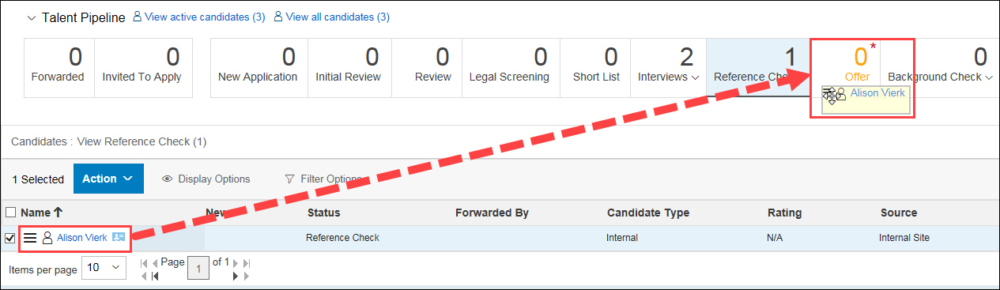 Talent Pipeline View active candidates (3) View all candidates (3)
0 0 0 0 0 0 0 2 1 0 * 0
Forwarded Invited To Apply New Application Initial Review Review Legal Screening Short List Interviews Reference Offer Background Check
Alison Vierk
Candidates : View Reference Check (1)
1 Selected Action Display Options Filter Options
Name New Status Forwarded By Candidate Type Rating Source
Alison Vierk Reference Check Internal N/A Internal Site
Items per page 10 Page 1 of 1